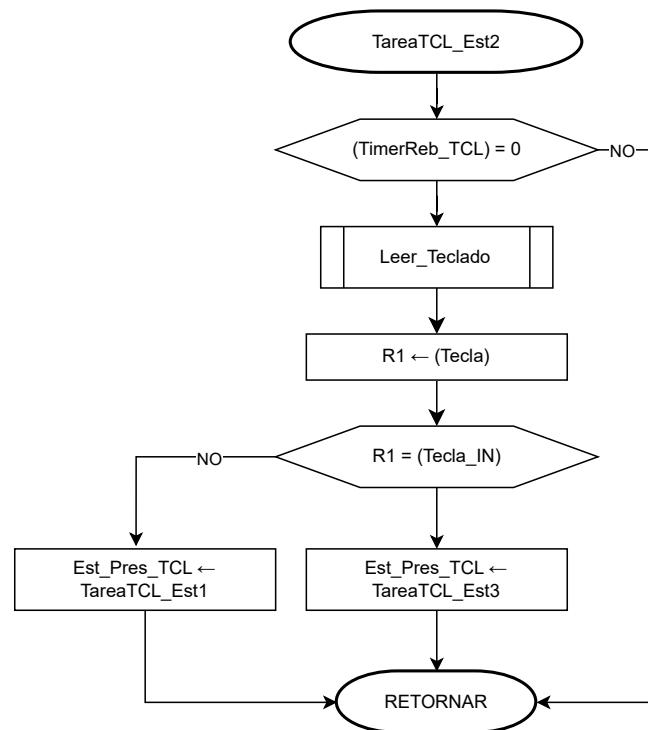 TareaTCL_Est2
(TimerReb_TCL) = 0
NO
Leer_Teclado
R1 ← (Tecla)
R1 = (Tecla_IN)
NO
Est_Pres_TCL ←
TareaTCL_Est1
Est_Pres_TCL ←
TareaTCL_Est3
RETORNAR